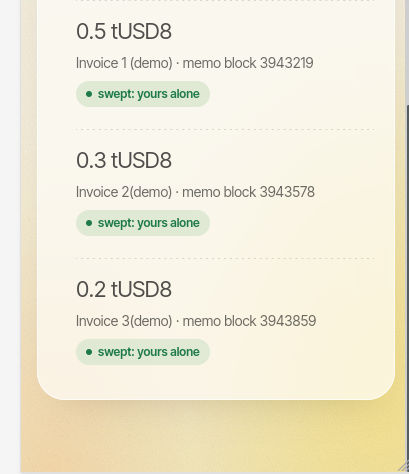 0.5 tUSD8
Invoice 1 (demo) · memo block 3943219
swept: yours alone
0.3 tUSD8
Invoice 2(demo) · memo block 3943578
swept: yours alone
0.2 tUSD8
Invoice 3(demo) · memo block 3943859
swept: yours alone